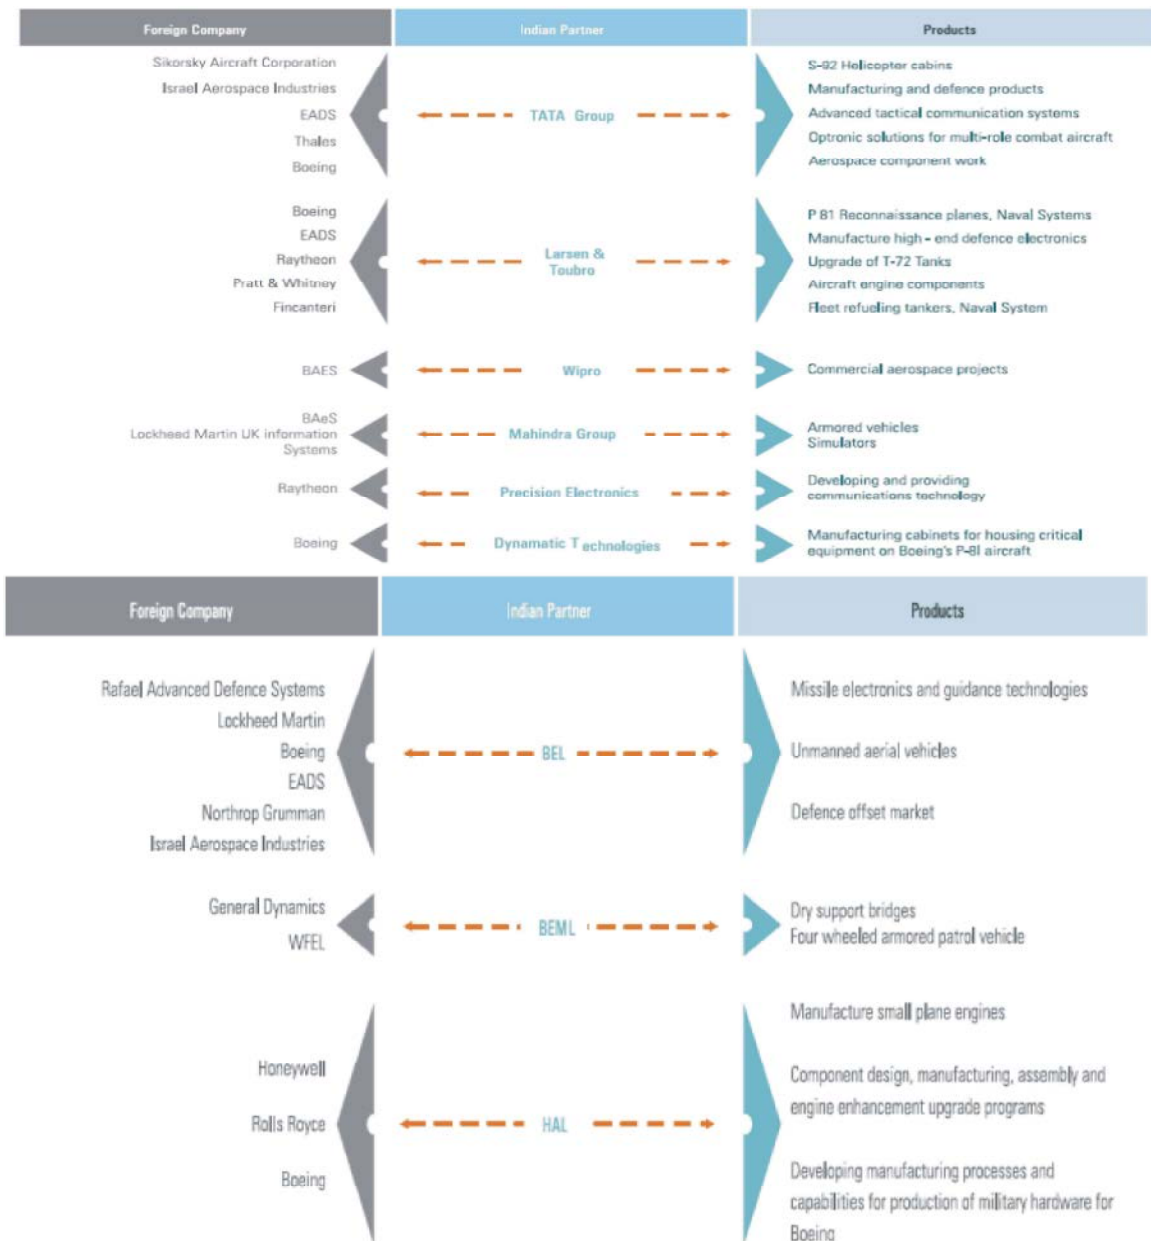 Foreign Company
Indian Partner
Products
Sikorsky Aircraft Corporation
Israel Aerospace Industries
EADS
Thales
Boeing
TATA Group
S-92 Helicopter cabins
Manufacturing and defence products
Advanced tactical communication systems
Optronic solutions for multi-role combat aircraft
Aerospace component work
Boeing
EADS
Raytheon
Pratt & Whitney
Fincanteri
Larsen &
Toubro
P 81 Reconnaissance planes, Naval Systems
Manufacture high - end defence electronics
Upgrade of T-72 Tanks
Aircraft engine components
Fleet refueling tankers, Naval System
BAES
Wipro
Commercial aerospace projects
BAeS
Lockheed Martin UK information
Systems
Mahindra Group
Armored vehicles
Simulators
Raytheon
Precision Electronics
Developing and providing
communications technology
Boeing
Dynamatic Technologies
Manufacturing cabinets for housing critical
equipment on Boeing's P-8I aircraft
Foreign Company
Indian Partner
Products
Rafael Advanced Defence Systems
Lockheed Martin
Boeing
EADS
Northrop Grumman
Israel Aerospace Industries
BEL
Missile electronics and guidance technologies
Unmanned aerial vehicles
Defence offset market
General Dynamics
WFEL
BEML
Dry support bridges
Four wheeled armored patrol vehicle
Honeywell
Rolls Royce
Boeing
HAL
Manufacture small plane engines
Component design, manufacturing, assembly and
engine enhancement upgrade programs
Developing manufacturing processes and
capabilities for production of military hardware for
Boeing